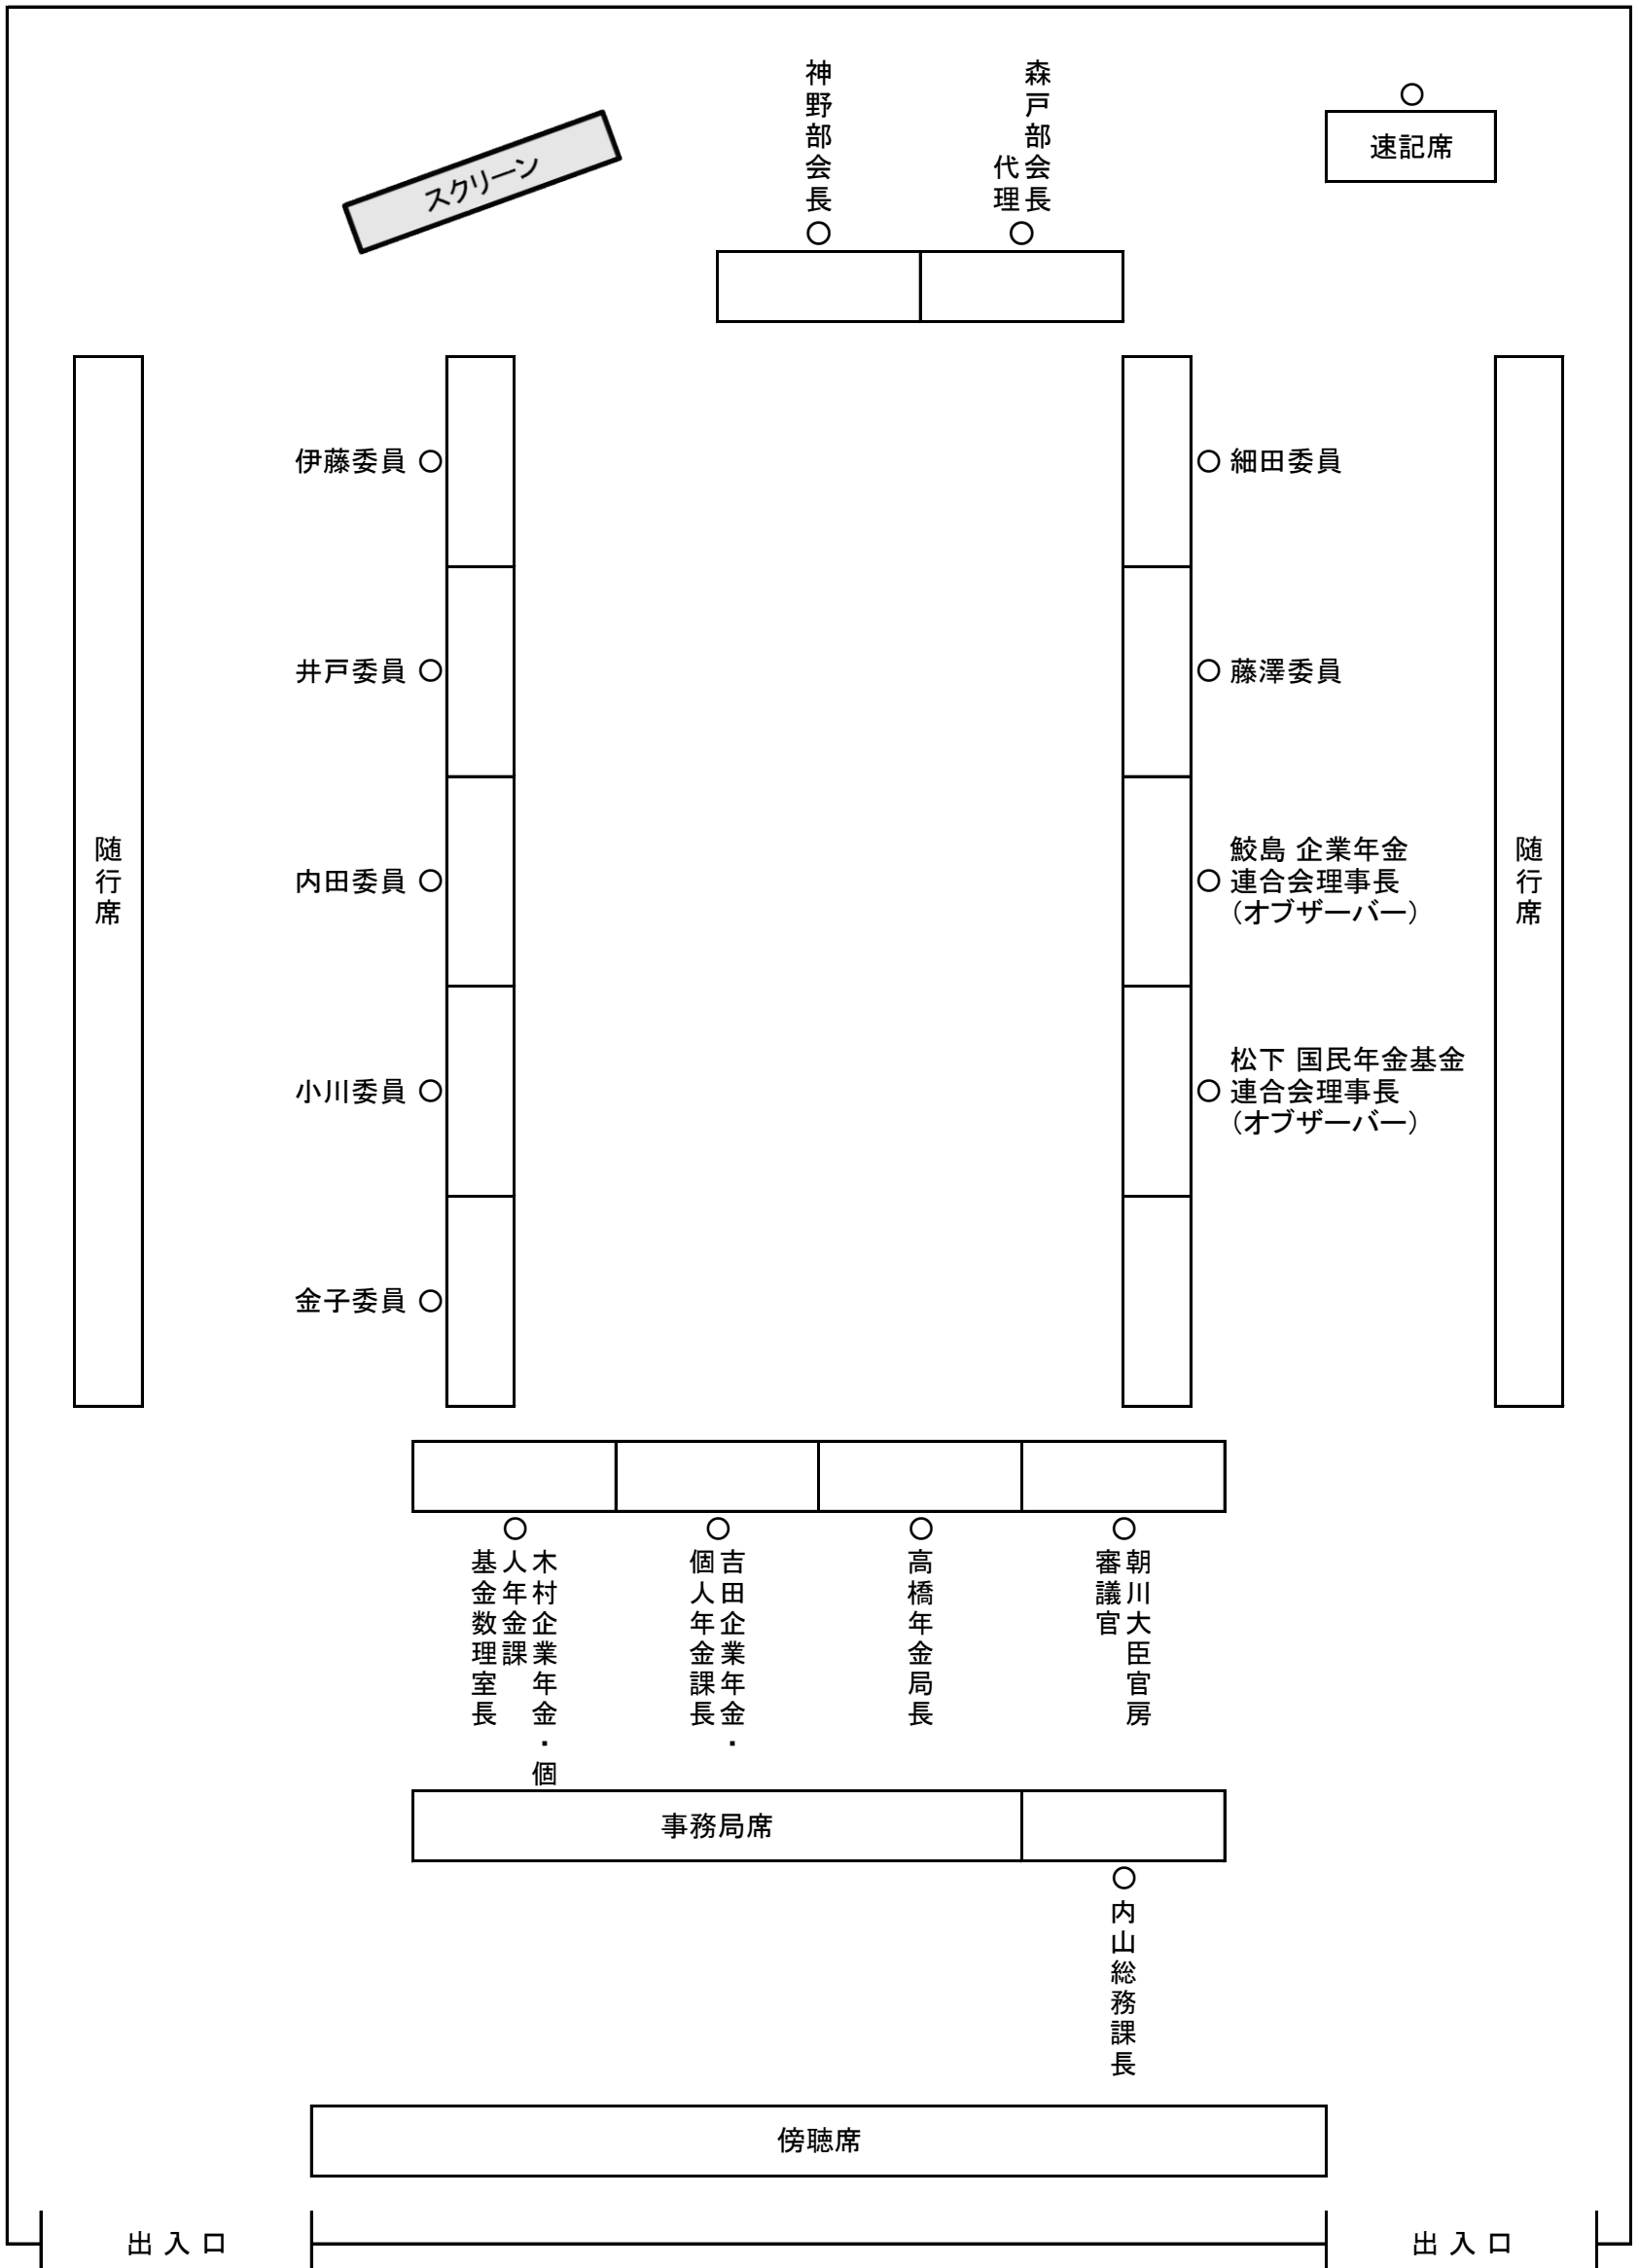 神野部会長
森戸部会長
代理
速記席
スクリーン
伊藤委員
細田委員
井戸委員
藤澤委員
随行席
内田委員
鮫島 企業年金
連合会理事長
（オブザーバー）
随行席
小川委員
松下 国民年金基金
連合会理事長
（オブザーバー）
金子委員
木村企業年金・個
人年金課
基金数理室長
吉田企業年金・
個人年金課長
高橋年金局長
朝川大臣官房
審議官
事務局席
内山総務課長
傍聴席
出入口
出入口